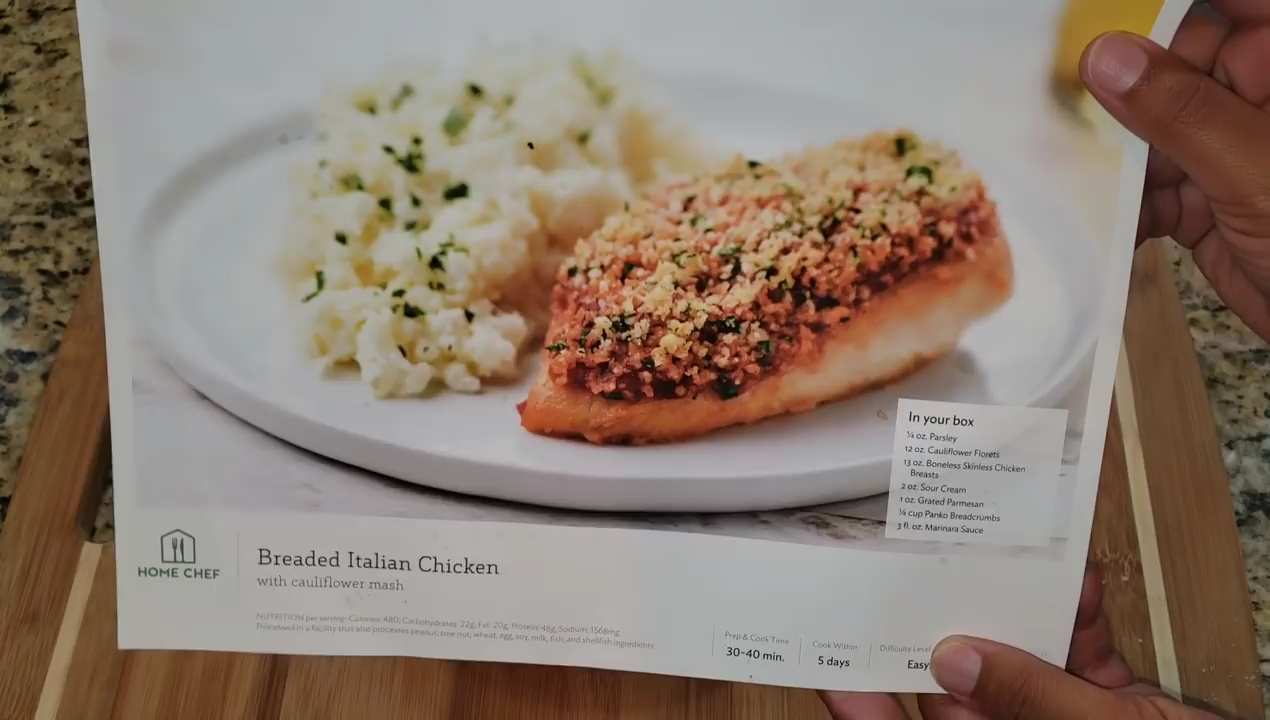 In your box
¼ oz. Parsley
12 oz. Cauliflower Florets
13 oz. Boneless Skinless Chicken
Breasts
2 oz. Sour Cream
1 oz. Grated Parmesan
¼ cup Panko Breadcrumbs
3 fl. oz. Marinara Sauce
HOME CHEF
Breaded Italian Chicken
with cauliflower mash
NUTRITION per serving- Calories: 480, Carbohydrates: 22g, Fat: 20g, Protein: 48g, Sodium: 1568mg
Processed in a facility that also processes peanut, tree nut, wheat, egg, soy, milk, fish, and shellfish ingredients
Prep & Cook Time
30-40 min.
Cook Within
5 days
Difficulty Level
Easy